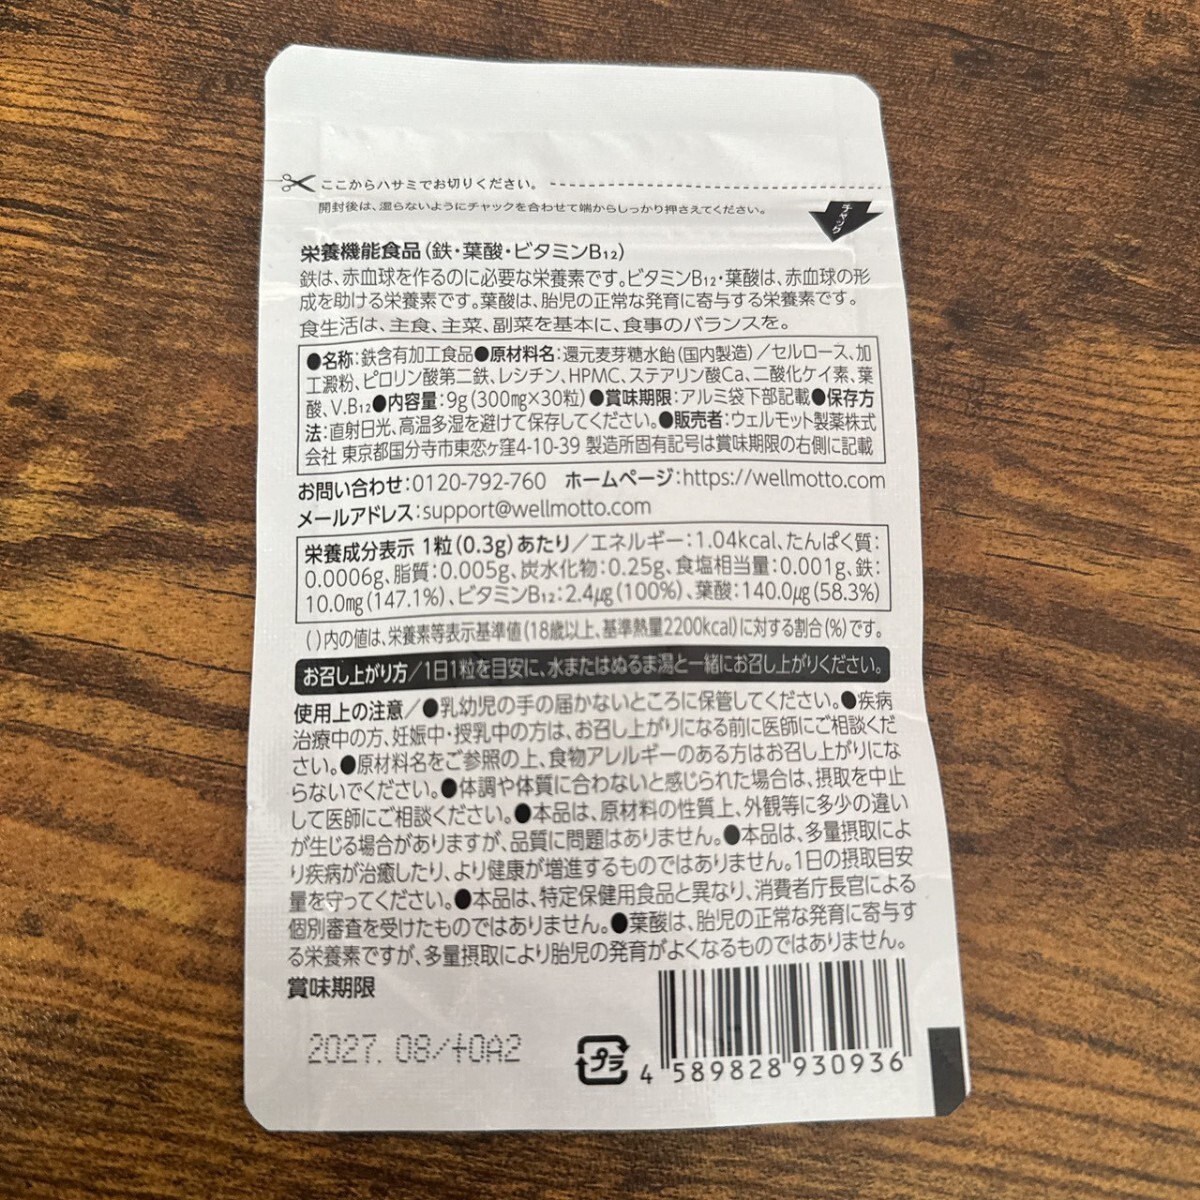 ここからハサミでお切りください。
開封後は、湿らないようにチャックを合わせて端からしっかり押さえてください。
チャック
栄養機能食品(鉄・葉酸・ビタミンB₁₂)
鉄は、赤血球を作るのに必要な栄養素です。ビタミンB₁₂・葉酸は、赤血球の形
成を助ける栄養素です。葉酸は、胎児の正常な発育に寄与する栄養素です。
食生活は、主食、主菜、副菜を基本に、食事のバランスを。
●名称:鉄含有加工食品●原材料名:還元麦芽糖水飴(国内製造)/セルロース、加
工澱粉、ピロリン酸第二鉄、レシチン、HPMC、ステアリン酸Ca、二酸化ケイ素、葉
酸、V.B₁₂●内容量:9g(300mg×30粒)●賞味期限:アルミ袋下部記載●保存方
法:直射日光、高温多湿を避けて保存してください。●販売者:ウェルモット製薬株式
会社 東京都国分寺市東恋ヶ窪4-10-39 製造所固有記号は賞味期限の右側に記載
お問い合わせ:0120-792-760 ホームページ:https://wellmotto.com
メールアドレス:support@wellmotto.com
栄養成分表示 1粒(0.3g)あたり/エネルギー:1.04kcal、たんぱく質:
0.0006g、脂質:0.005g、炭水化物:0.25g、食塩相当量:0.001g、鉄:
10.0mg(147.1%)、ビタミンB₁₂:2.4μg(100%)、葉酸:140.0μg(58.3%)
( )内の値は、栄養素等表示基準値(18歳以上、基準熱量2200kcal)に対する割合(%)です。
お召し上がり方/1日1粒を目安に、水またはぬるま湯と一緒にお召し上がりください。
使用上の注意/●乳幼児の手の届かないところに保管してください。●疾病
治療中の方、妊娠中・授乳中の方は、お召し上がりになる前に医師にご相談くだ
さい。●原材料名をご参照の上、食物アレルギーのある方はお召し上がりにな
らないでください。●体調や体質に合わないと感じられた場合は、摂取を中止
して医師にご相談ください。●本品は、原材料の性質上、外観等に多少の違い
が生じる場合がありますが、品質に問題はありません。●本品は、多量摂取によ
り疾病が治癒したり、より健康が増進するものではありません。1日の摂取目安
量を守ってください。●本品は、特定保健用食品と異なり、消費者庁長官による
個別審査を受けたものではありません。●葉酸は、胎児の正常な発育に寄与す
る栄養素ですが、多量摂取により胎児の発育がよくなるものではありません。
賞味期限
2027. 08/+0A2
プラ
4 589828 930936